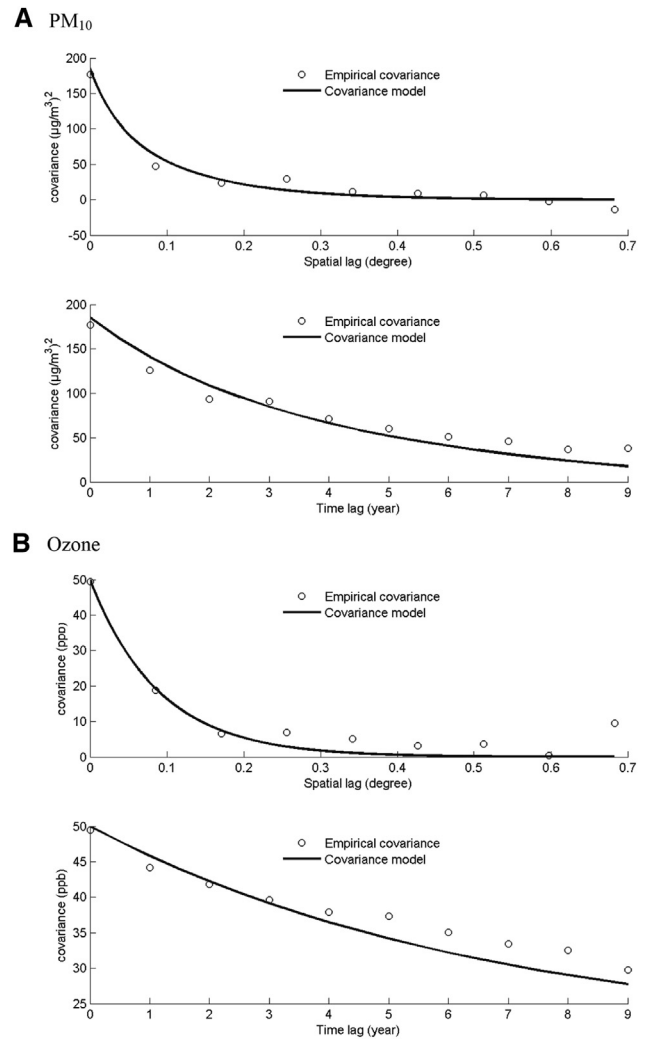 A PM10
200
150
100
50
0
-50
covariance (µg/m3)2
Empirical covariance
Covariance model
0 0.1 0.2 0.3 0.4 0.5 0.6 0.7
Spatial lag (degree)
200
150
100
50
0
covariance (µg/m3)2
Empirical covariance
Covariance model
0 1 2 3 4 5 6 7 8 9
Time lag (year)
B Ozone
50
40
30
20
10
0
covariance (ppb)
Empirical covariance
Covariance model
0 0.1 0.2 0.3 0.4 0.5 0.6 0.7
Spatial lag (degree)
50
45
40
35
30
25
covariance (ppb)
Empirical covariance
Covariance model
0 1 2 3 4 5 6 7 8 9
Time lag (year)